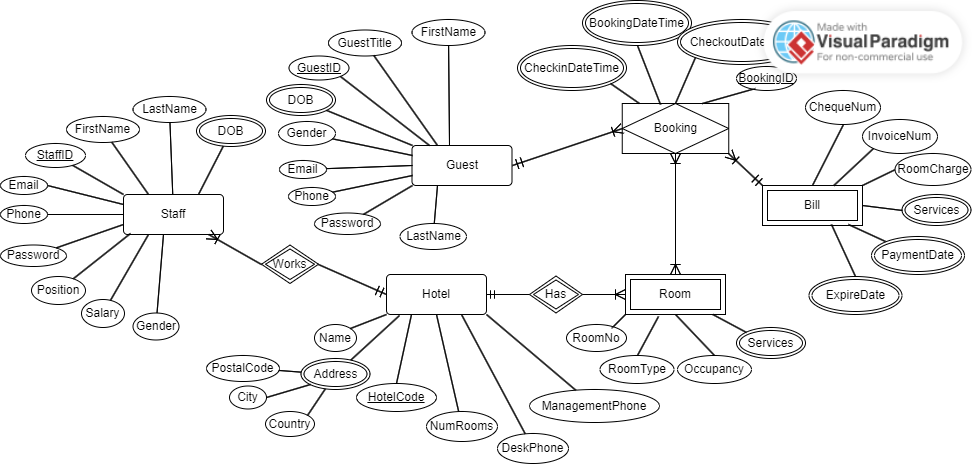 BookingDateTime
Made with
VisualParadigm
For non-commercial use
FirstName
GuestTitle
CheckoutDate
CheckinDateTime
GuestID
BookingID
DOB
LastName
ChequeNum
FirstName
DOB
Gender
Booking
InvoiceNum
StaffID
Guest
Email
RoomCharge
Email
Phone
Password
Bill
Services
Phone
Staff
LastName
Password
PaymentDate
Works
Position
Hotel
Has
Room
ExpireDate
Salary
Gender
Name
RoomNo
Services
PostalCode
Address
RoomType
Occupancy
City
HotelCode
ManagementPhone
Country
NumRooms
DeskPhone